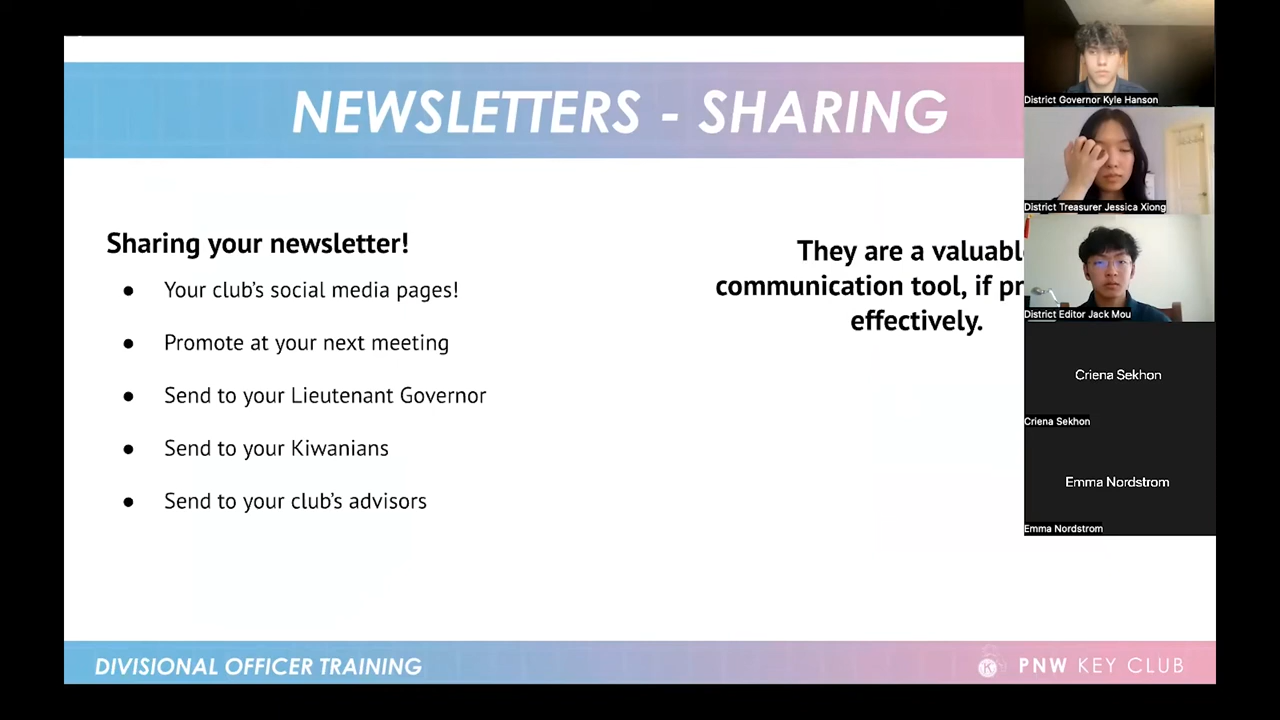 NEWSLETTERS - SHARING
Sharing your newsletter!
● Your club's social media pages!
● Promote at your next meeting
● Send to your Lieutenant Governor
● Send to your Kiwanians
● Send to your club's advisors
They are a
communication tool, if
effectively.
District Governor Kyle Hanson
District Treasurer Jessica Xiong
District Editor Jack Mou
Criena Sekhon
Criena Sekhon
Emma Nordstrom
Emma Nordstrom
DIVISIONAL OFFICER TRAINING
K PNW KEY CLUB